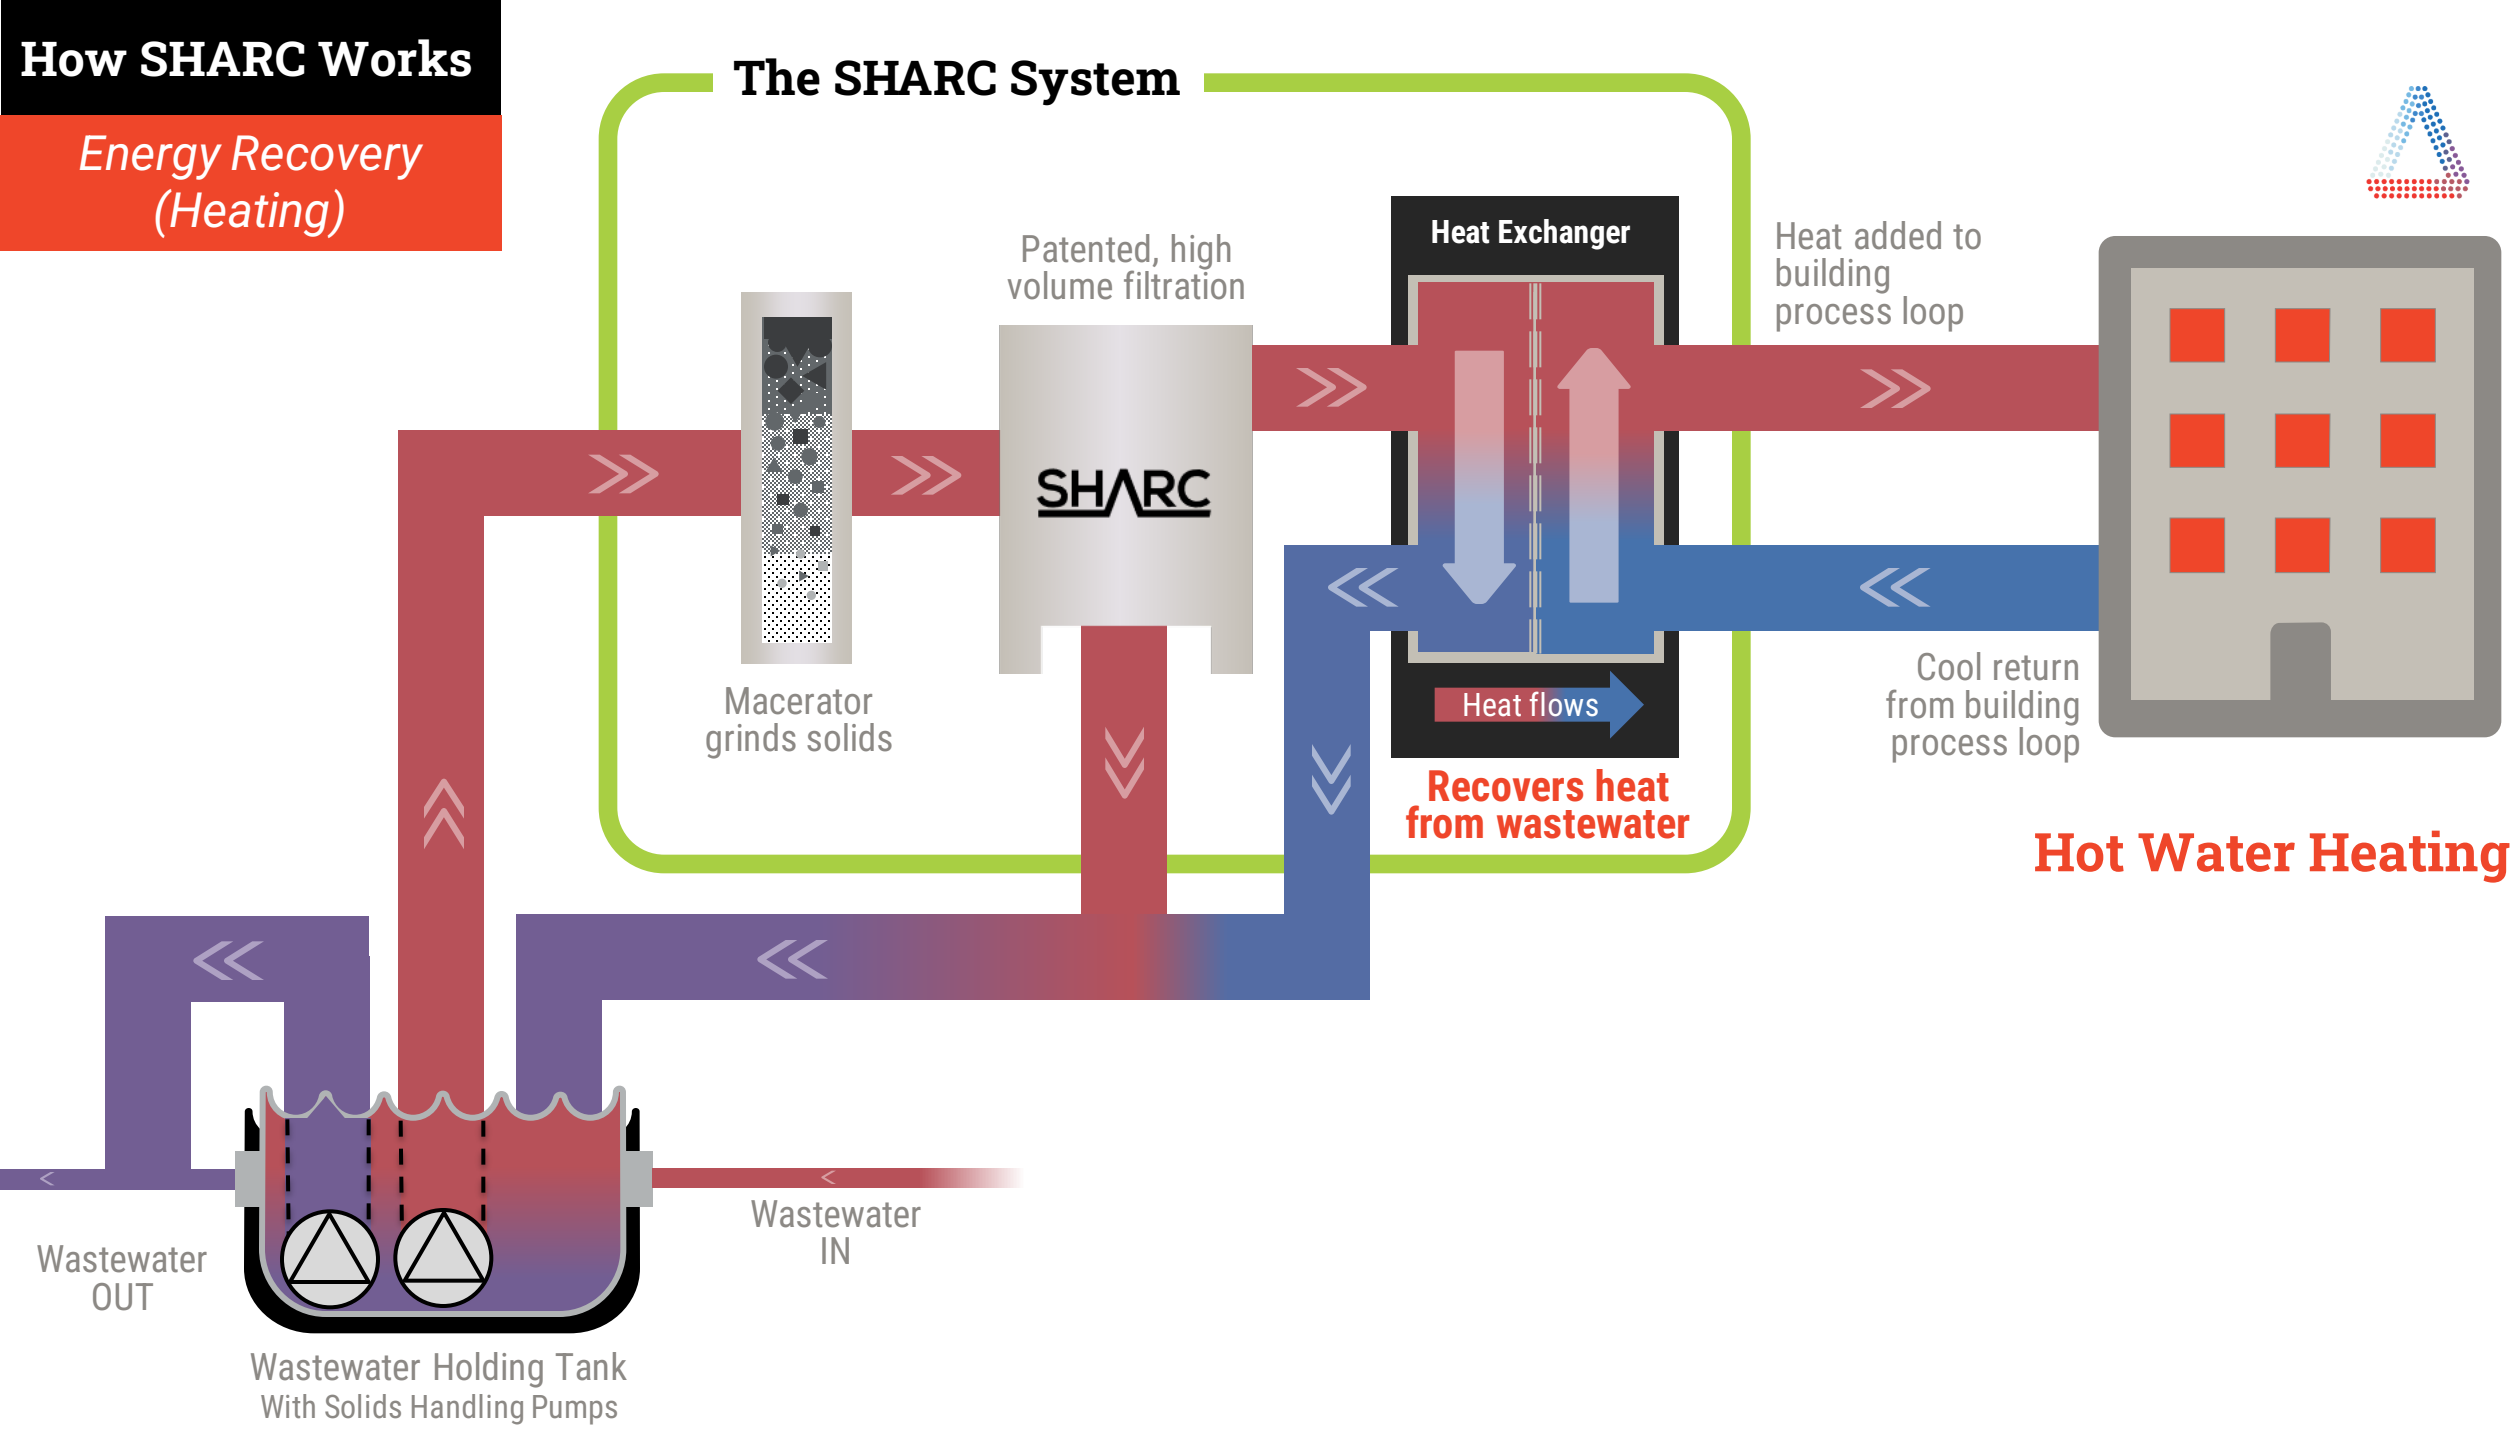 How SHARC Works
Energy Recovery
(Heating)
The SHARC System
Patented, high
volume filtration
Heat Exchanger
Heat added to
building
process loop
SHARC
Macerator
grinds solids
Heat flows
Recovers heat
from wastewater
Cool return
from building
process loop
Hot Water Heating
Wastewater
IN
Wastewater
OUT
Wastewater Holding Tank
With Solids Handling Pumps